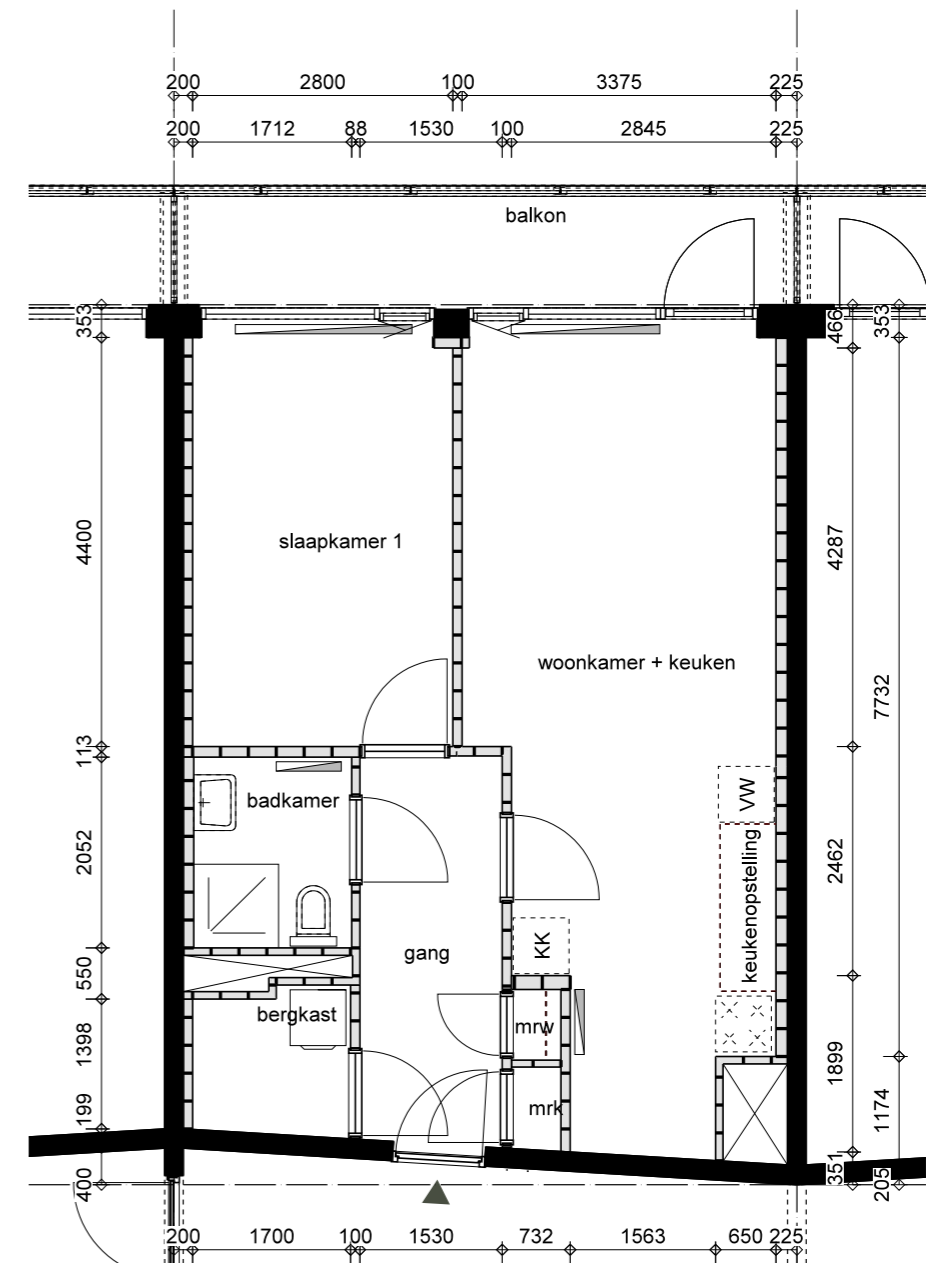 200 2800 100 3375 225
200 1712 88 1530 100 2845 225
balkon
353
466
353
4400
slaapkamer 1
4287
woonkamer + keuken
7732
113
VW
badkamer
2052
keukenopstelling
2462
KK
gang
550
bergkast
mrw
1398
1899
mrk
1174
199
351
205
400
200 1700 100 1530 732 1563 650 225